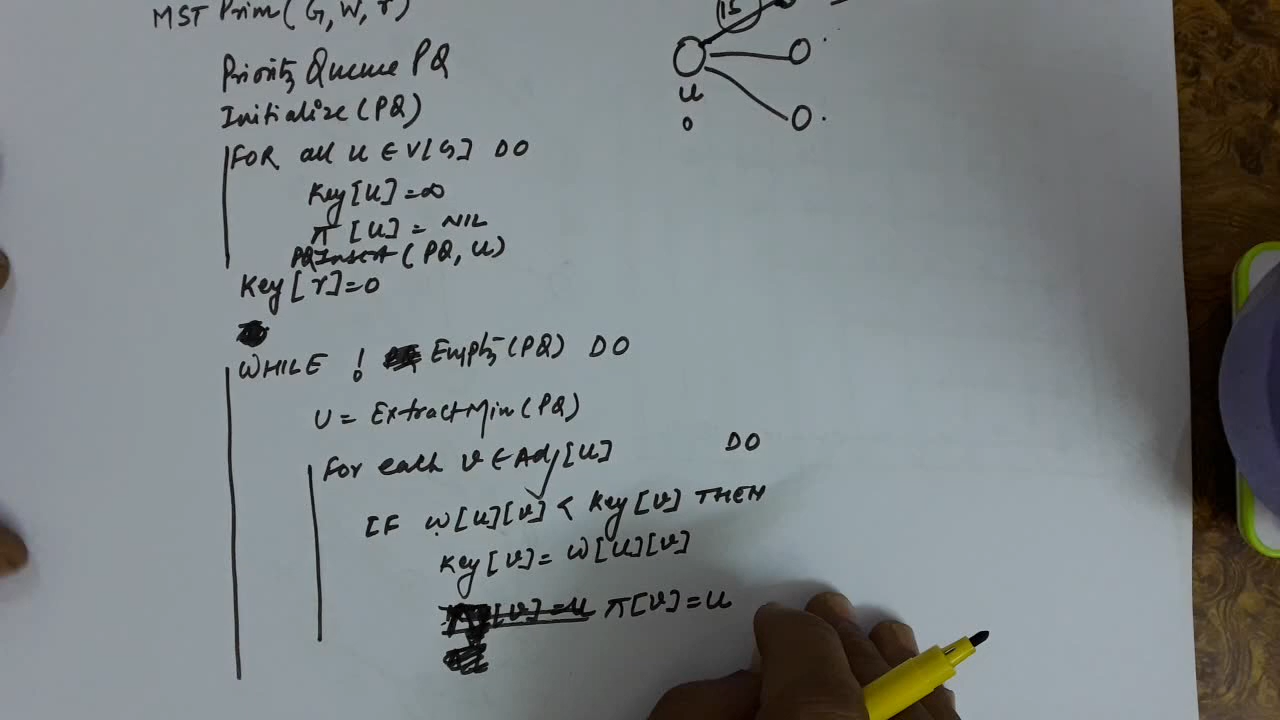 MST Prim(G, W, r)
Priority Queue PQ
Initialize(PQ)
FOR all u ∈ V[G] DO
Key[u]=∞
π[u] = NIL
PQInsert(PQ, u)
Key[r]=0
WHILE ! Empty(PQ) DO
U = ExtractMin(PQ)
For each v ∈ Adj[u] DO
IF W[u][v] < Key[v] THEN
Key[v]= W[u][v]
[v]=u π[v]=u
15
u
0